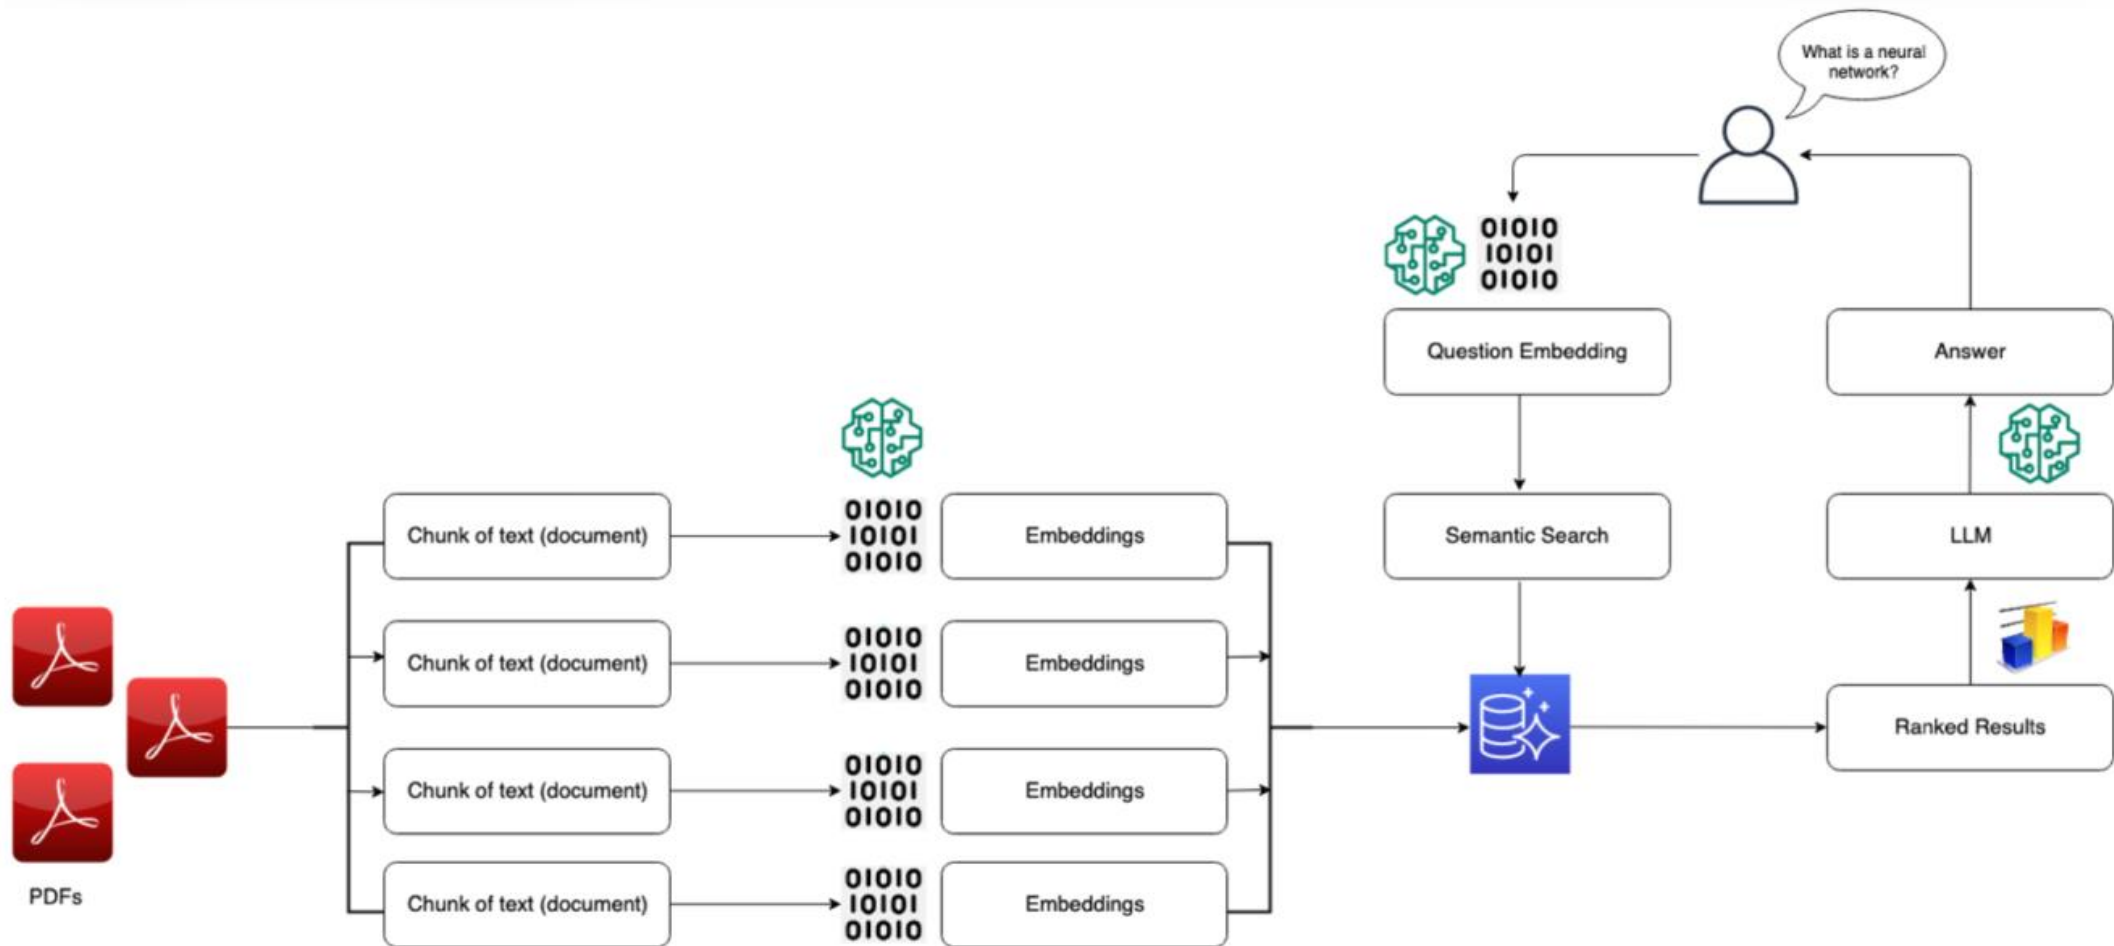 What is a neural
network?
01010
10101
01010
Question Embedding
Answer
Chunk of text (document)
01010
10101
01010
Embeddings
Semantic Search
LLM
Chunk of text (document)
01010
10101
01010
Embeddings
Ranked Results
Chunk of text (document)
01010
10101
01010
Embeddings
PDFs
Chunk of text (document)
01010
10101
01010
Embeddings